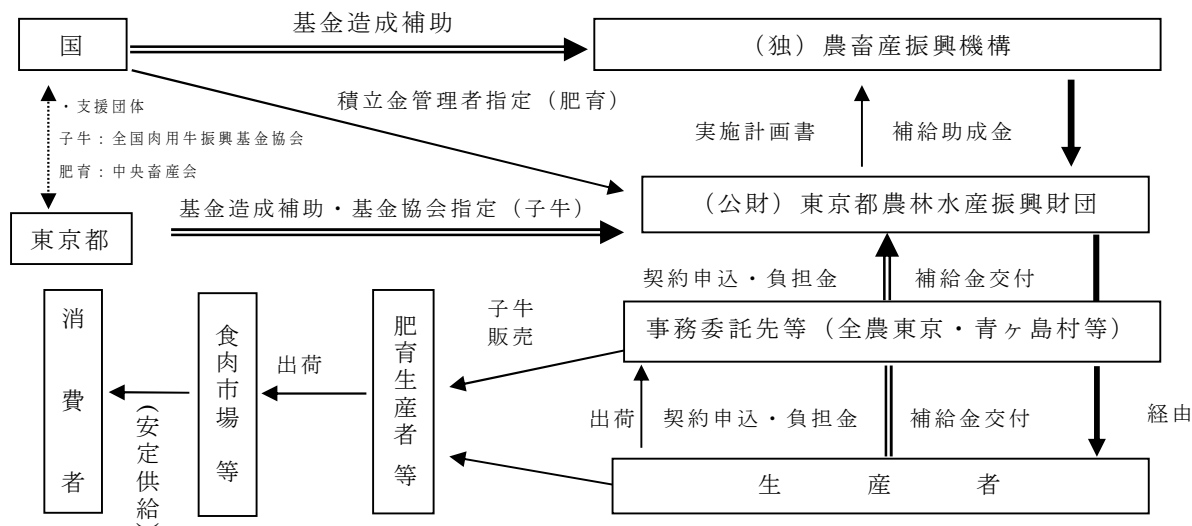 基金造成補助
国
（独）農畜産振興機構
積立金管理者指定（肥育）
・支援団体
子牛：全国肉用牛振興基金協会
肥育：中央畜産会
実施計画書
補給助成金
（公財）東京都農林水産振興財団
基金造成補助・基金協会指定（子牛）
東京都
契約申込・負担金
補給金交付
消費者
食肉市場等
肥育生産者等
子牛
販売
事務委託先等（全農東京・青ヶ島村等）
出荷
（安定供給）
出荷
契約申込・負担金
補給金交付
経由
生産者